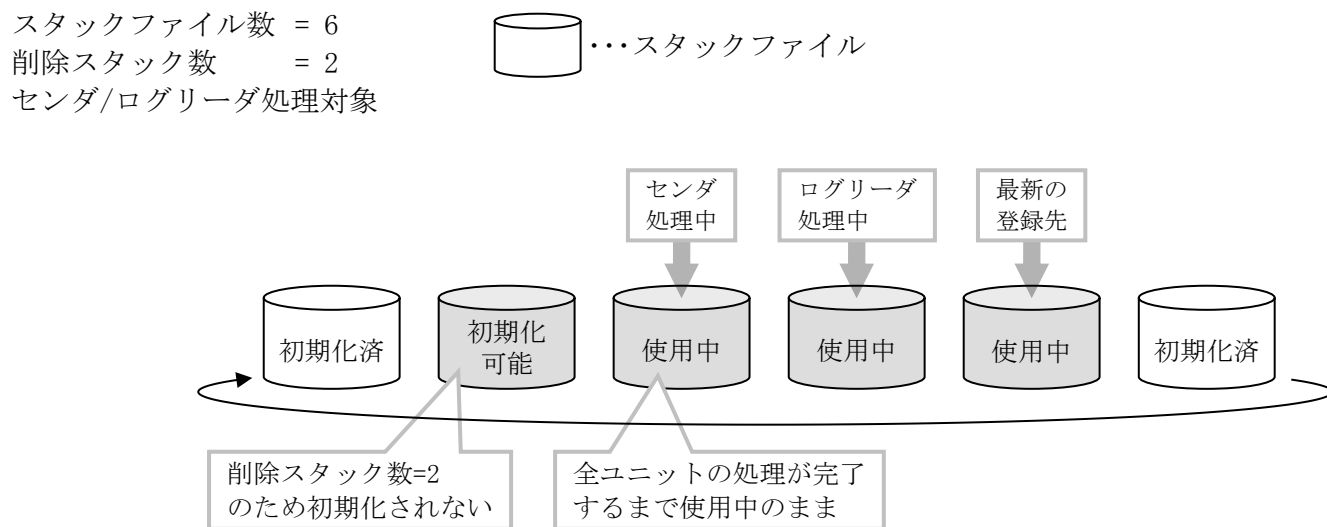 スタックファイル数 = 6
削除スタック数 = 2
センダ/ログリーダ処理対象
･･･スタックファイル
センダ
処理中
ログリーダ
処理中
最新の
登録先
初期化済
初期化
可能
使用中
使用中
使用中
初期化済
削除スタック数=2
のため初期化されない
全ユニットの処理が完了
するまで使用中のまま